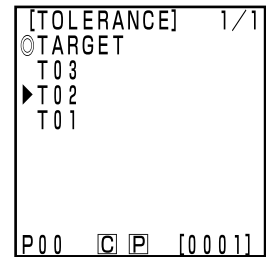 [TOLERANCE] 1/1
◎TARGET
T03
▶T02
T01
P00 C P [0001]